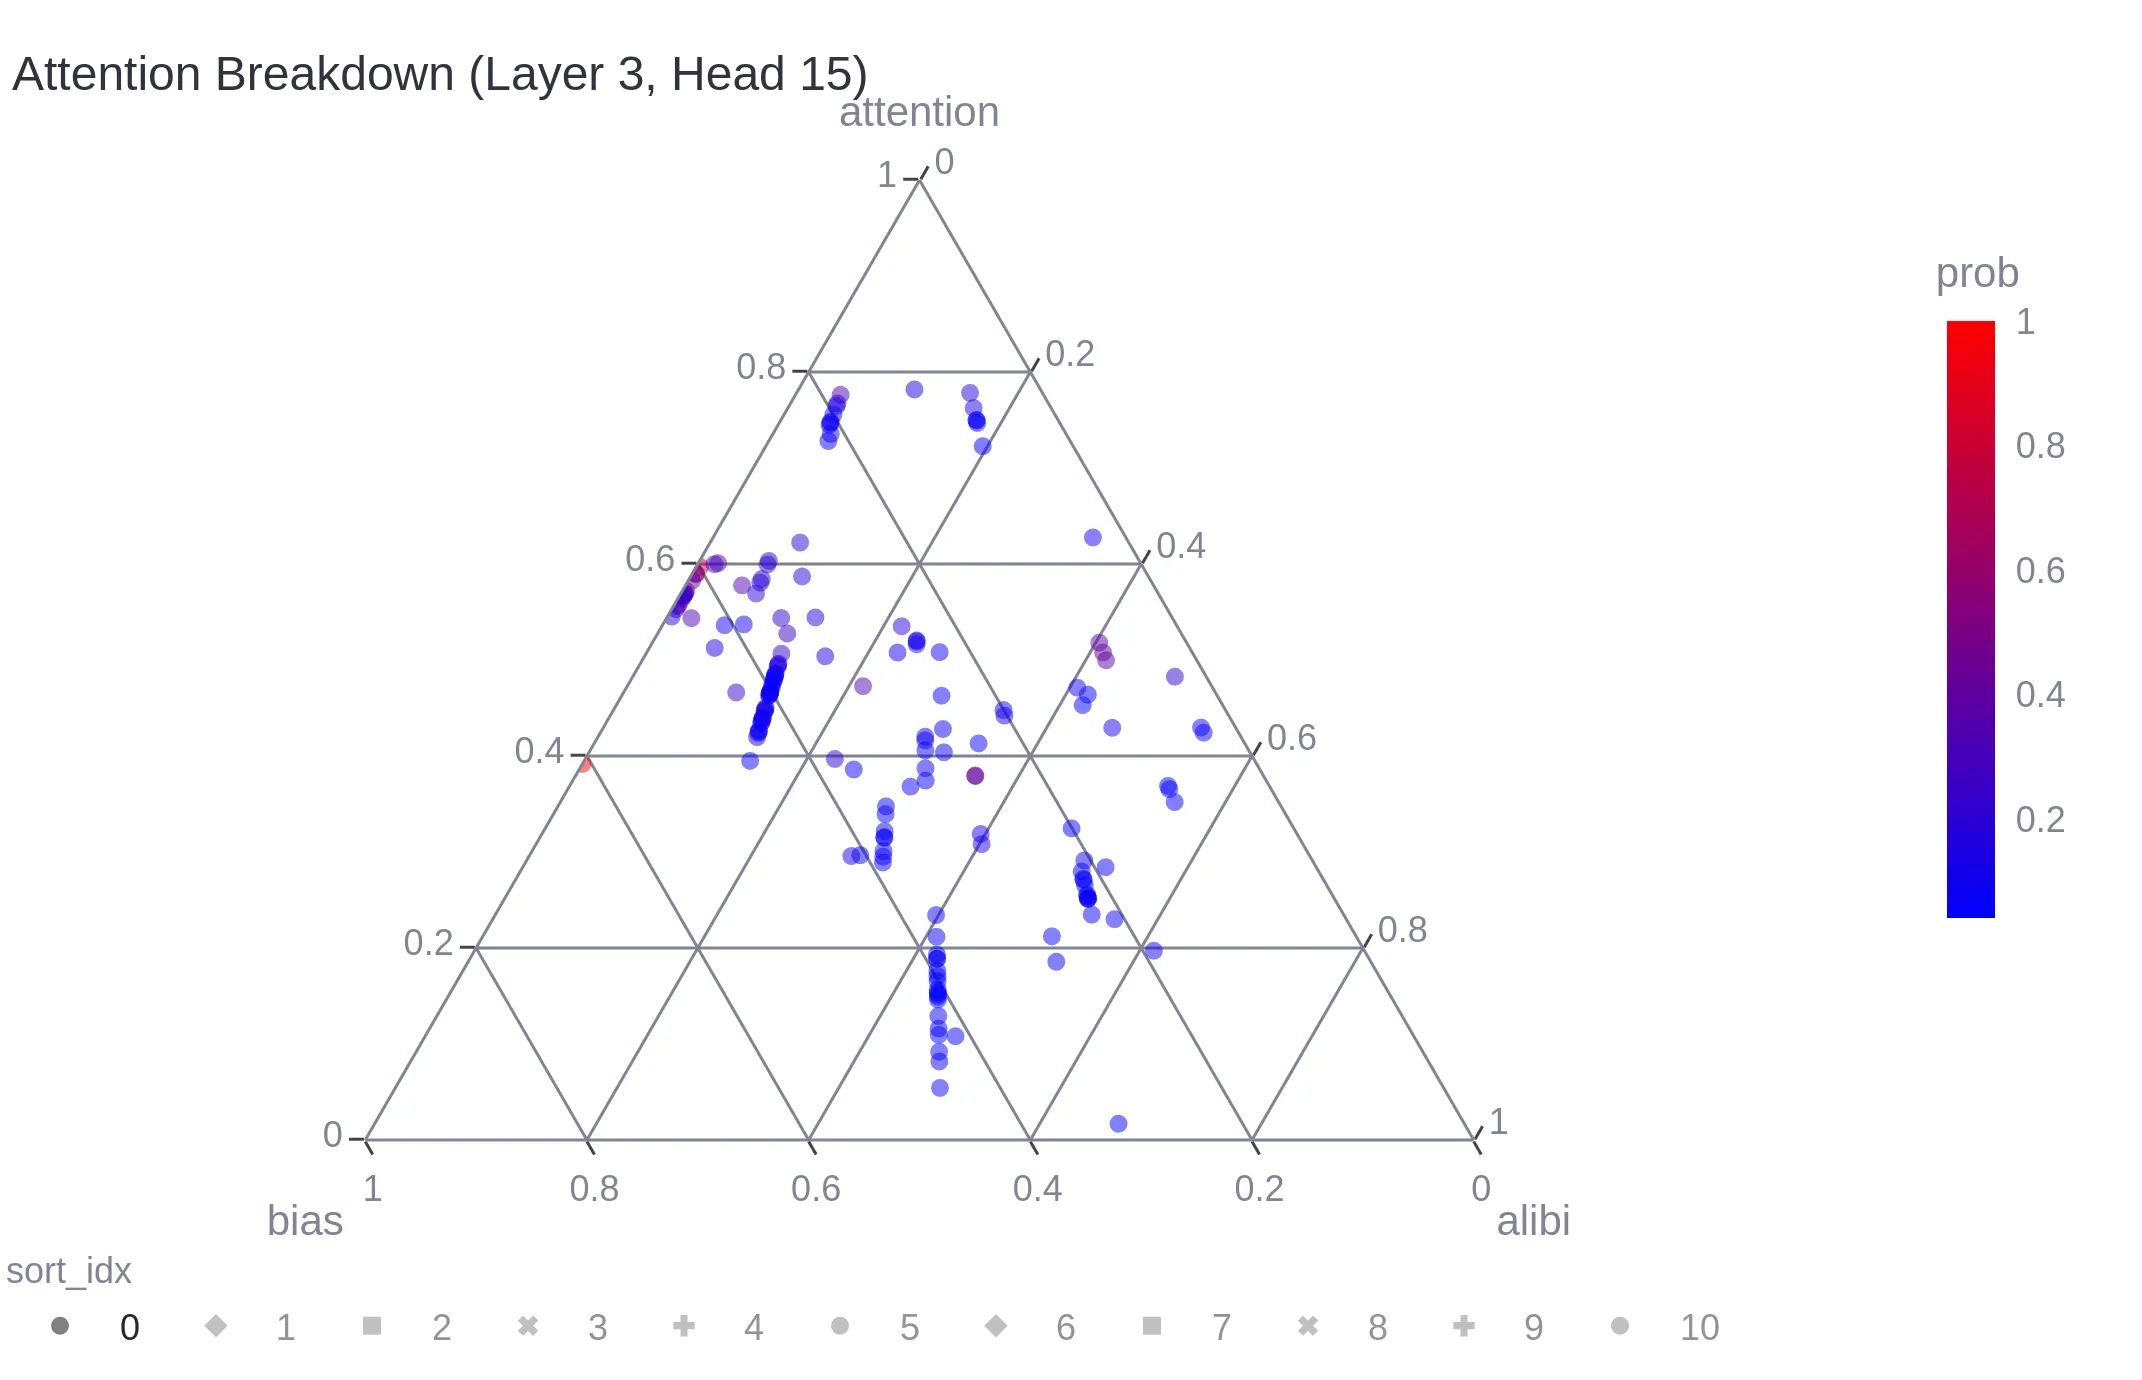 Attention Breakdown (Layer 3, Head 15)
attention
1 0
prob
1
0.8 0.2
0.8
0.6 0.4
0.6
0.4 0.6
0.4
0.2 0.8
0.2
0 1
1 0.8 0.6 0.4 0.2 0
bias alibi
sort_idx
0 1 2 3 4 5 6 7 8 9 10